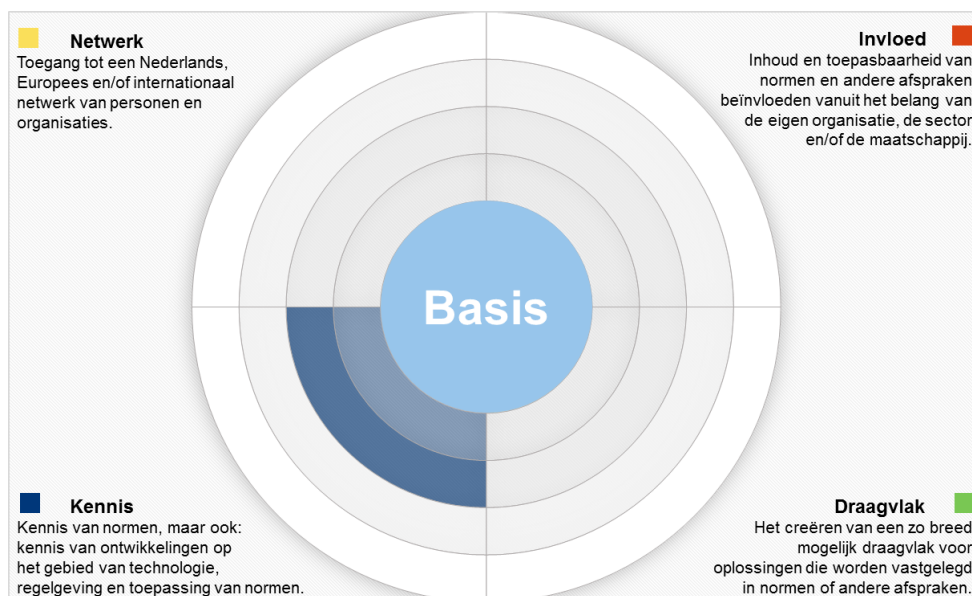 Netwerk
Toegang tot een Nederlands,
Europees en/of internationaal
netwerk van personen en
organisaties.
Invloed
Inhoud en toepasbaarheid van
normen en andere afspraken
beïnvloeden vanuit het belang van
de eigen organisatie, de sector
en/of de maatschappij.
Basis
Kennis
Kennis van normen, maar ook:
kennis van ontwikkelingen op
het gebied van technologie,
regelgeving en toepassing van normen.
Draagvlak
Het creëren van een zo breed
mogelijk draagvlak voor
oplossingen die worden vastgelegd
in normen of andere afspraken.